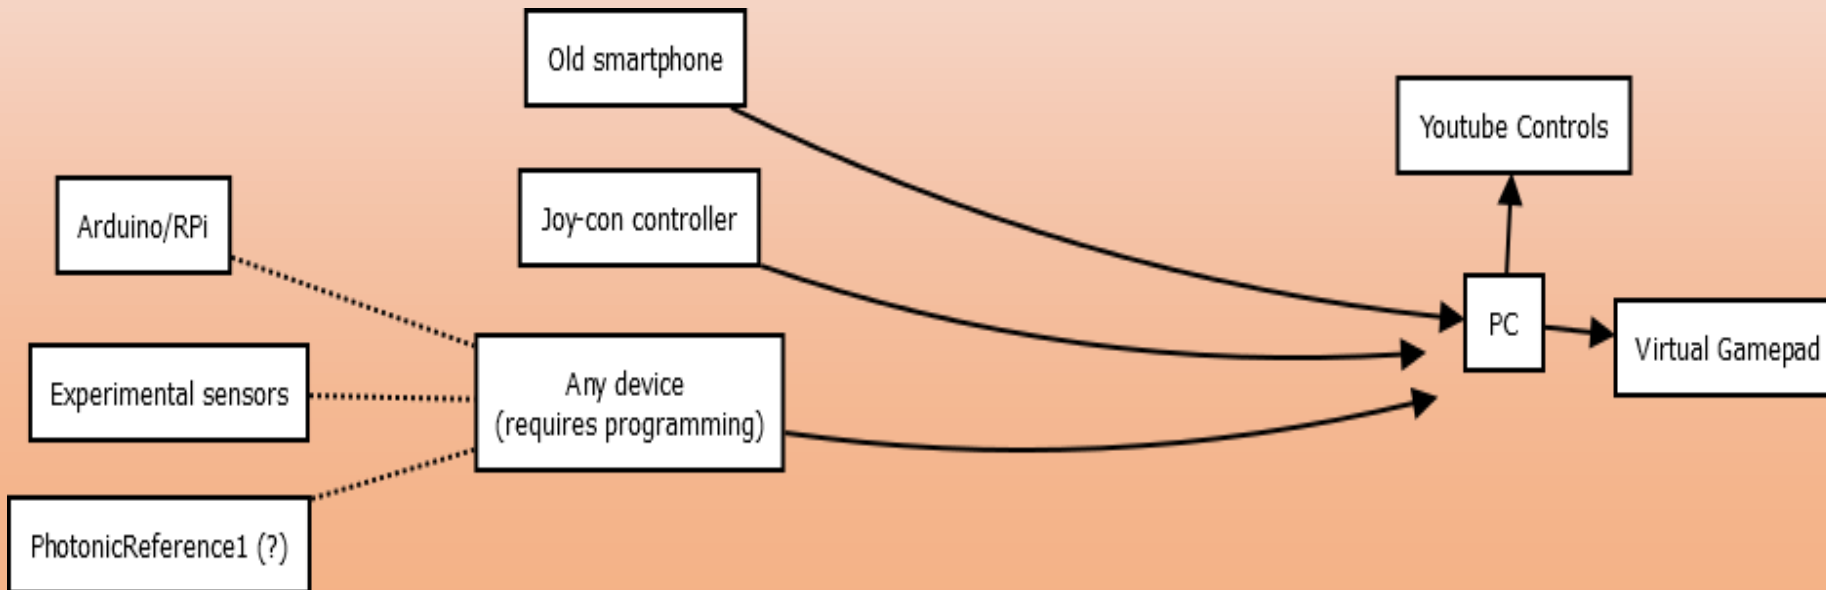 Old smartphone
Youtube Controls
Joy-con controller
Arduino/RPi
PC
Virtual Gamepad
Any device
(requires programming)
Experimental sensors
PhotonicReference1 (?)